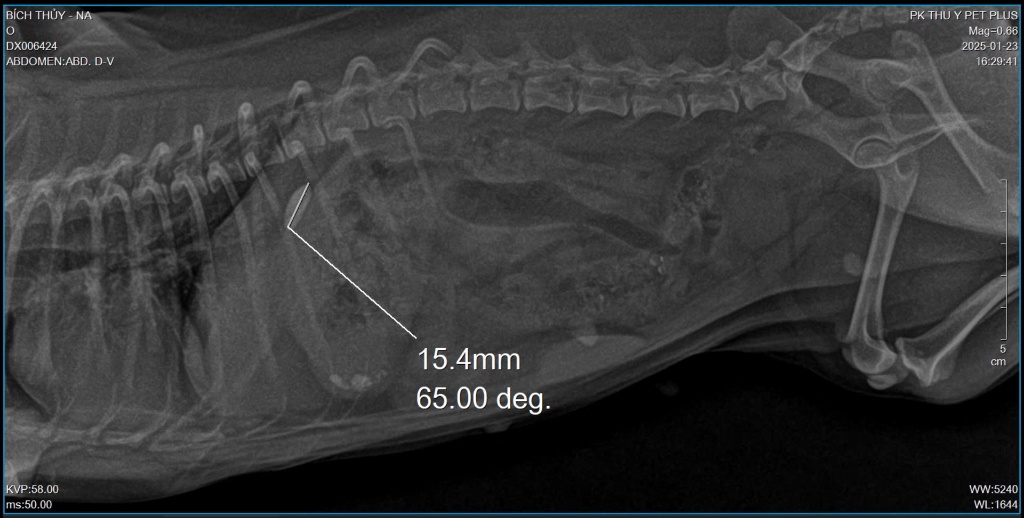 BÍCH THỦY - NA
O
DX006424
ABDOMEN:ABD. D-V
PK THU Y PET PLUS
Mag=0.66
2025-01-23
16:29:41
15.4mm
65.00 deg.
5
cm
KVP:58.00
ms:50.00
WW:5240
WL:1644